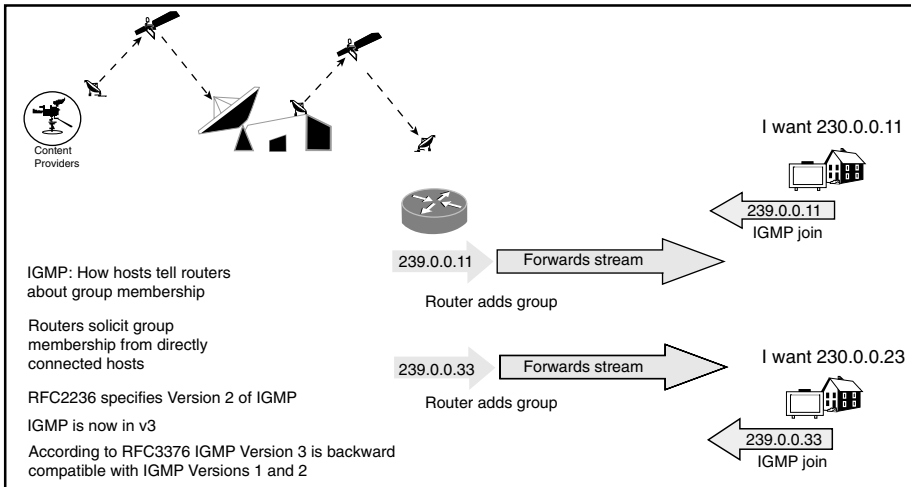 Content
Providers
I want 230.0.0.11
239.0.0.11
IGMP join
239.0.0.11
Forwards stream
Router adds group
IGMP: How hosts tell routers
about group membership
Routers solicit group
membership from directly
connected hosts
RFC2236 specifies Version 2 of IGMP
IGMP is now in v3
According to RFC3376 IGMP Version 3 is backward
compatible with IGMP Versions 1 and 2
239.0.0.33
Forwards stream
Router adds group
I want 230.0.0.23
239.0.0.33
IGMP join